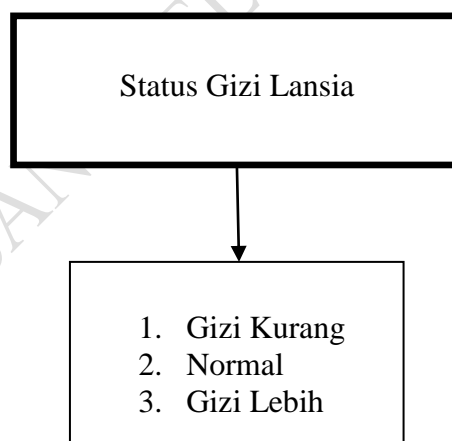 Status Gizi Lansia
1. Gizi Kurang
2. Normal
3. Gizi Lebih